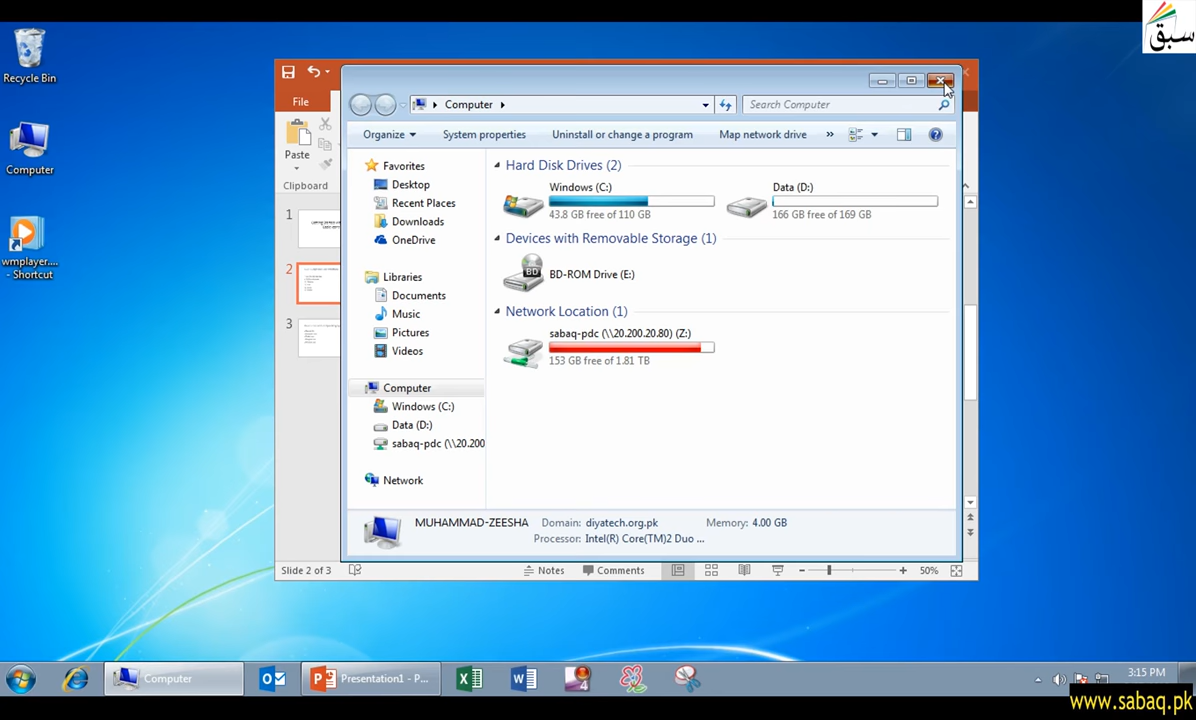 سبق
Recycle Bin
Computer
wmplayer....
- Shortcut
File
Paste
Clipboard
1
2
3
Computer
Search Computer
Organize
System properties
Uninstall or change a program
Map network drive
»
Favorites
Desktop
Recent Places
Downloads
OneDrive
Libraries
Documents
Music
Pictures
Videos
Computer
Windows (C:)
Data (D:)
sabaq-pdc (\\20.200
Network
Hard Disk Drives (2)
Windows (C:)
43.8 GB free of 110 GB
Data (D:)
166 GB free of 169 GB
Devices with Removable Storage (1)
BD
BD-ROM Drive (E:)
Network Location (1)
sabaq-pdc (\\20.200.20.80) (Z:)
153 GB free of 1.81 TB
MUHAMMAD-ZEESHA Domain: diyatech.org.pk Memory: 4.00 GB
Processor: Intel(R) Core(TM)2 Duo ...
Slide 2 of 3
Notes
Comments
50%
Computer
Presentation1 - P...
3:15 PM
www.sabaq.pk